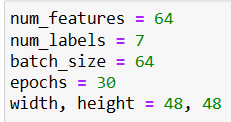 num_features = 64
num_labels = 7
batch_size = 64
epochs = 30
width, height = 48, 48